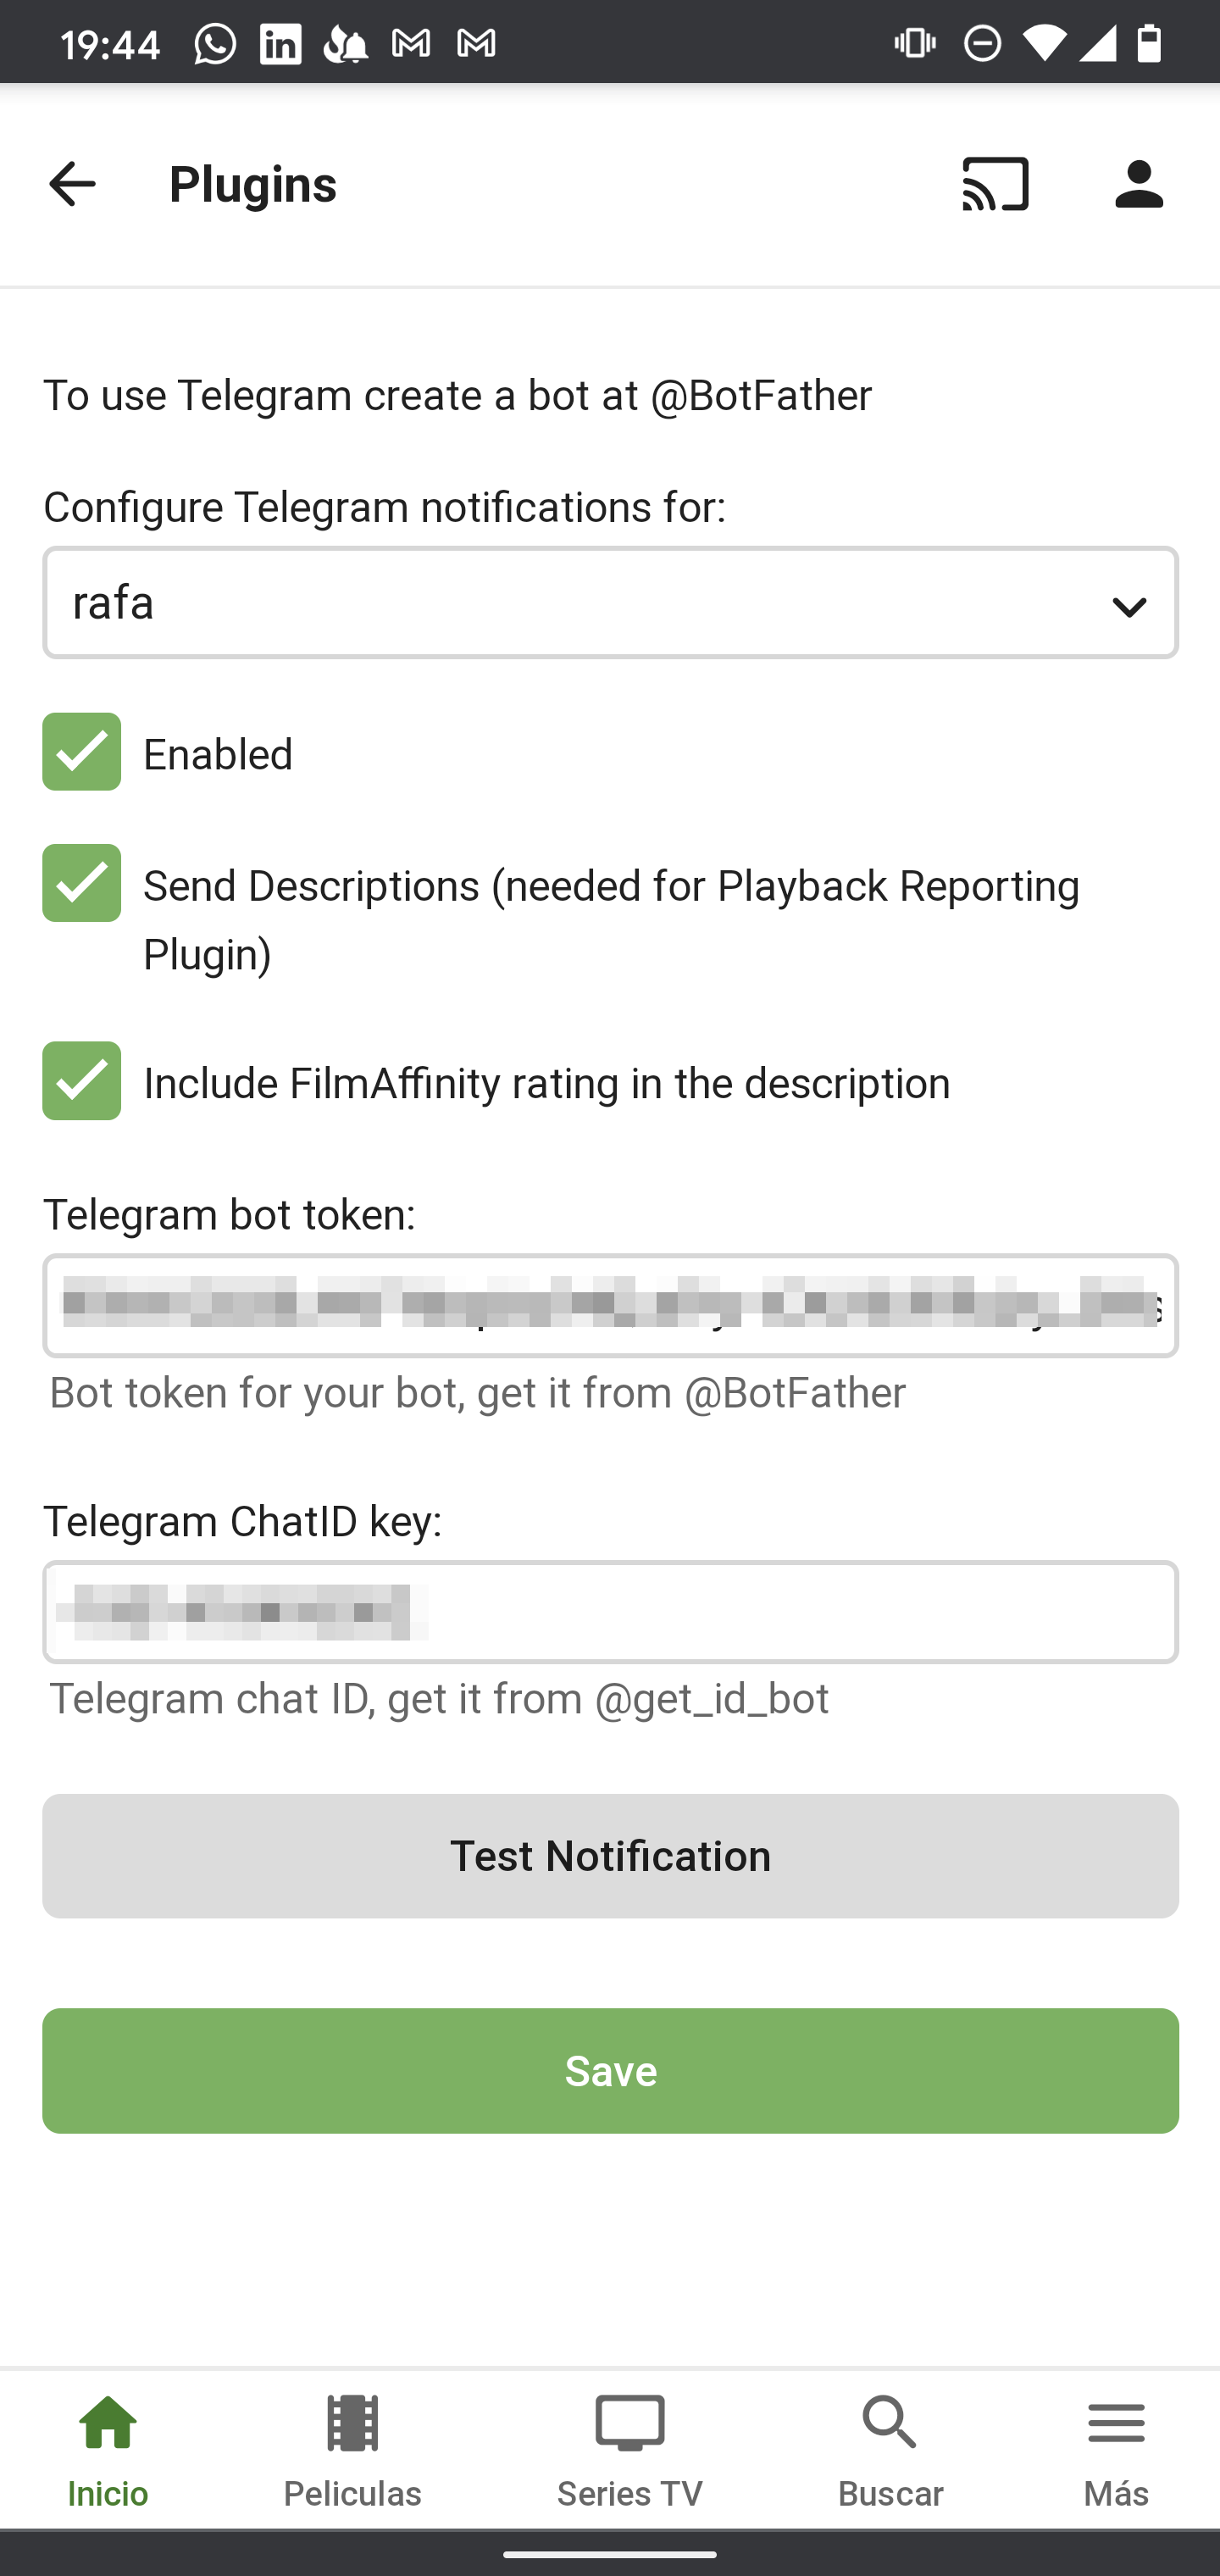 19:44
Plugins
To use Telegram create a bot at @BotFather
Configure Telegram notifications for:
rafa
Enabled
Send Descriptions (needed for Playback Reporting
Plugin)
Include FilmAffinity rating in the description
Telegram bot token:
Bot token for your bot, get it from @BotFather
Telegram ChatID key:
Telegram chat ID, get it from @get_id_bot
Test Notification
Save
Inicio
Peliculas
Series TV
Buscar
Más